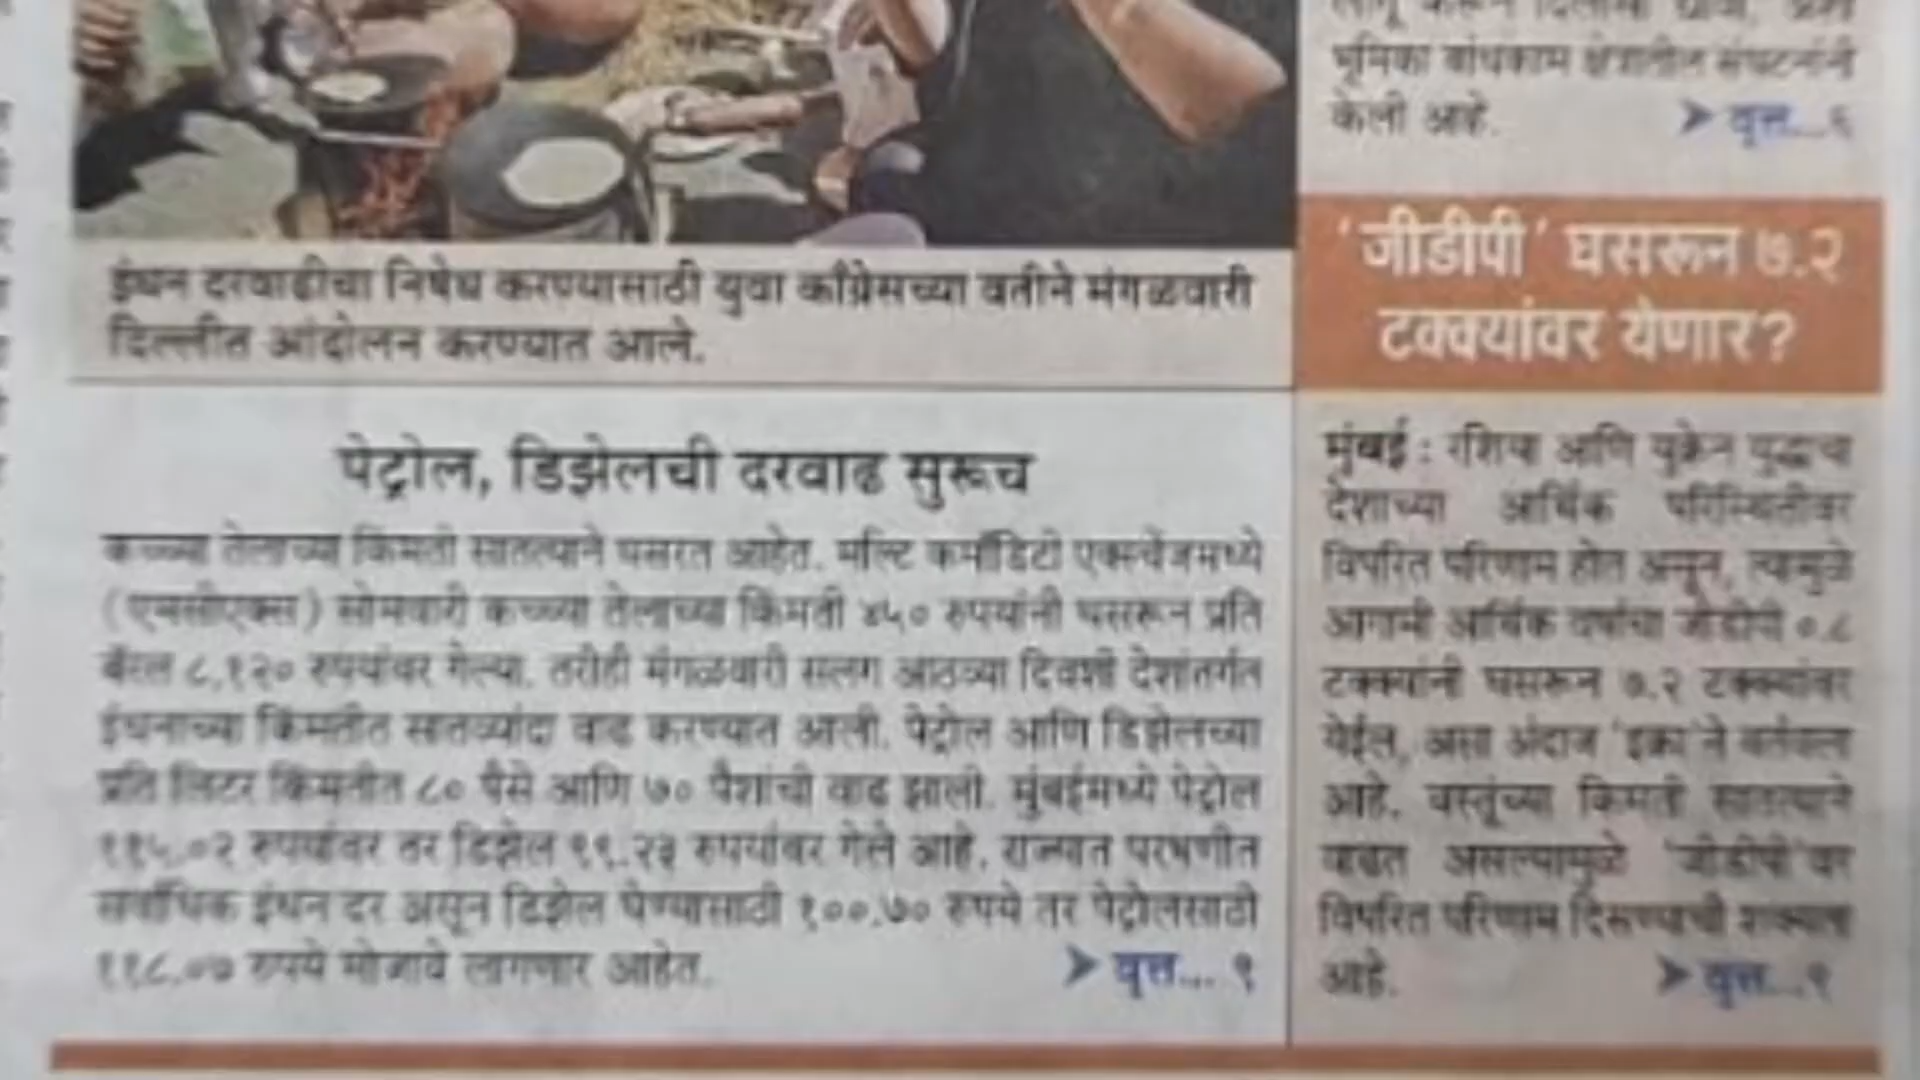 इंधन दरवाढीचा निषेध करण्यासाठी युवा काँग्रेसच्या वतीने मंगळवारी
दिल्लीत आंदोलन करण्यात आले.
पेट्रोल, डिझेलची दरवाढ सुरूच
कच्च्या तेलाच्या किंमती सातत्याने घसरत आहेत. मल्टि कमॉडिटी एक्स्चेंजमध्ये
(एमसीएक्स) सोमवारी कच्च्या तेलाच्या किंमती ४५० रुपयांनी घसरून प्रति
बॅरल ८,१२० रुपयांवर गेल्या. तरीही मंगळवारी सलग आठव्या दिवशी देशांतर्गत
इंधनाच्या किंमतीत सातव्यांदा वाढ करण्यात आली. पेट्रोल आणि डिझेलच्या
प्रति लिटर किंमतीत ८० पैसे आणि ७० पैशांची वाढ झाली. मुंबईमध्ये पेट्रोल
११५.०२ रुपयांवर तर डिझेल ९९.२३ रुपयांवर गेले आहे. राज्यात परभणीत
सर्वाधिक इंधन दर असून डिझेल घेण्यासाठी १००.७० रुपये तर पेट्रोलसाठी
११८.०७ रुपये मोजावे लागणार आहेत.
वृत्त... ९
भूमिका बांधकाम क्षेत्रातील संघटनांनी
केली आहे.
वृत्त...६
'जीडीपी' घसरून ७.२
टक्क्यांवर येणार?
मुंबई : रशिया आणि युक्रेन युद्धाचा
देशाच्या आर्थिक परिस्थितीवर
विपरित परिणाम होत असून, त्यामुळे
आगामी आर्थिक वर्षाचा जीडीपी ०.८
टक्क्यांनी घसरून ७.२ टक्क्यांवर
येईल, असा अंदाज 'इक्रा'ने वर्तवला
आहे. वस्तूंच्या किमती सातत्याने
वाढत असल्यामुळे 'जीडीपी'वर
विपरित परिणाम दिसण्याची शक्यता
आहे.
वृत्त...९